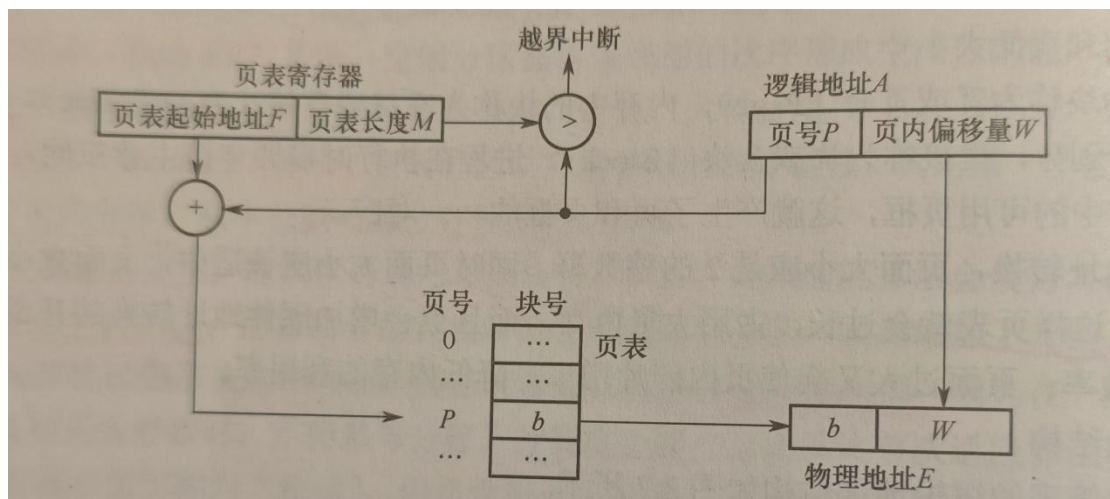 越界中断
页表寄存器
逻辑地址A
页表起始地址F 页表长度M
>
页号P 页内偏移量W
+
页号 块号
0 …
页表
… …
P b
b W
… …
物理地址E